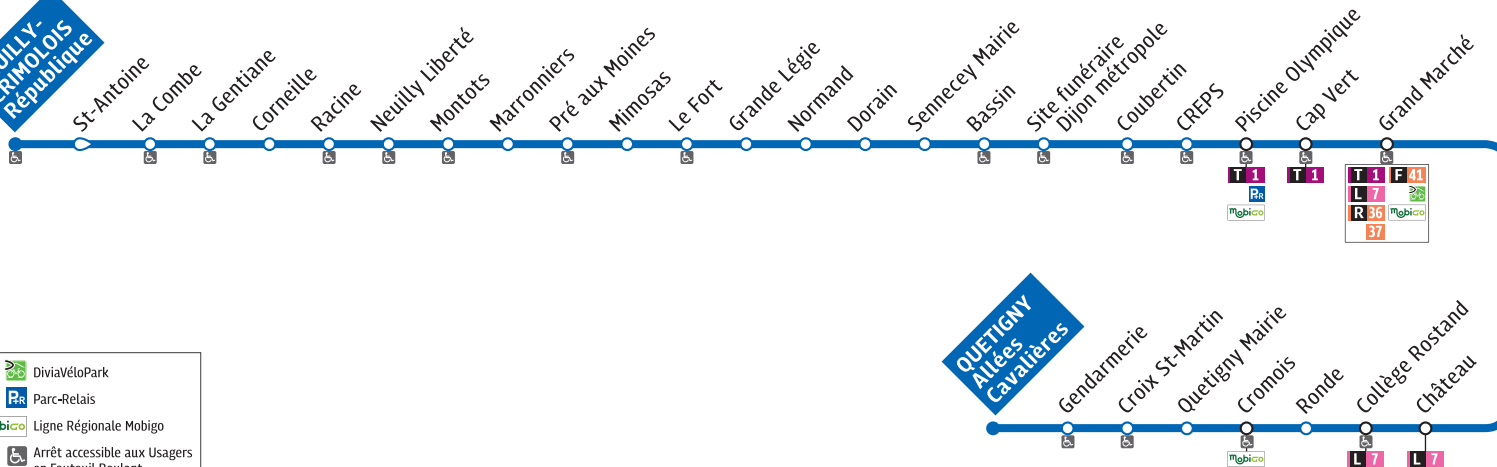 République
St-Antoine
La Combe
La Gentiane
Corneille
Racine
Neuilly Liberté
Montots
Marronniers
Pré aux Moines
Mimosas
Le Fort
Grande Légie
Normand
Dorain
Sennecey Mairie
Bassin
Site funéraire
Dijon métropole
Coubertin
CREPS
Piscine Olympique
Cap Vert
Grand Marché
T 1
P+R
Mobigo
T 1
T 1 F 41
L 7
R 36 Mobigo
37
QUETIGNY
Allées
Cavalières
Gendarmerie
Croix St-Martin
Quetigny Mairie
Cromois
Ronde
Collège Rostand
Château
Mobigo
L 7
L 7
DiviaVéloPark
P+R Parc-Relais
Ligne Régionale Mobigo
Arrêt accessible aux Usagers